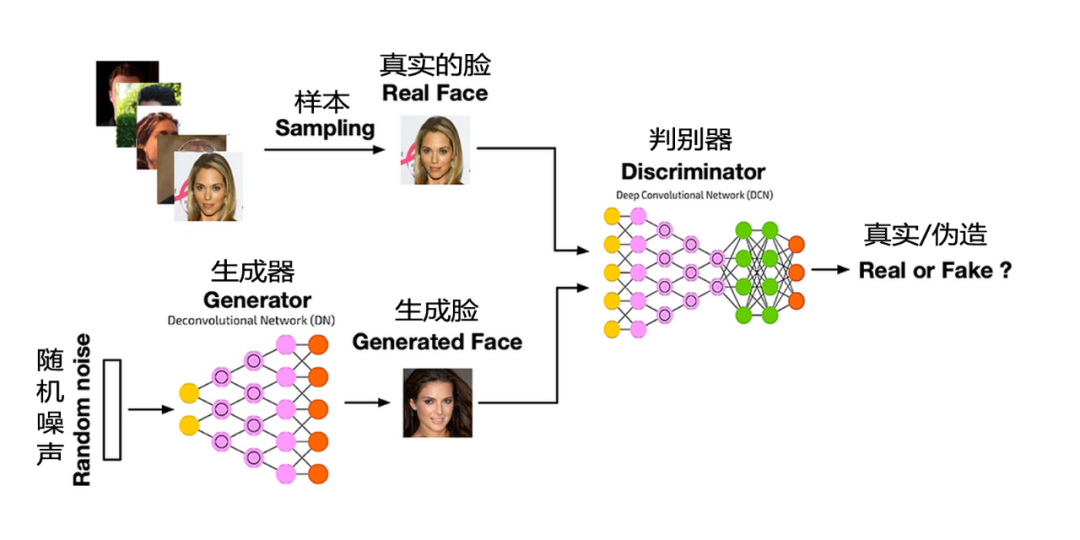 样本
Sampling
真实的脸
Real Face
判别器
Discriminator
Deep Convolutional Network (DCN)
真实/伪造
Real or Fake ?
生成器
Generator
Deconvolutional Network (DN)
生成脸
Generated Face
随机噪声
Random noise